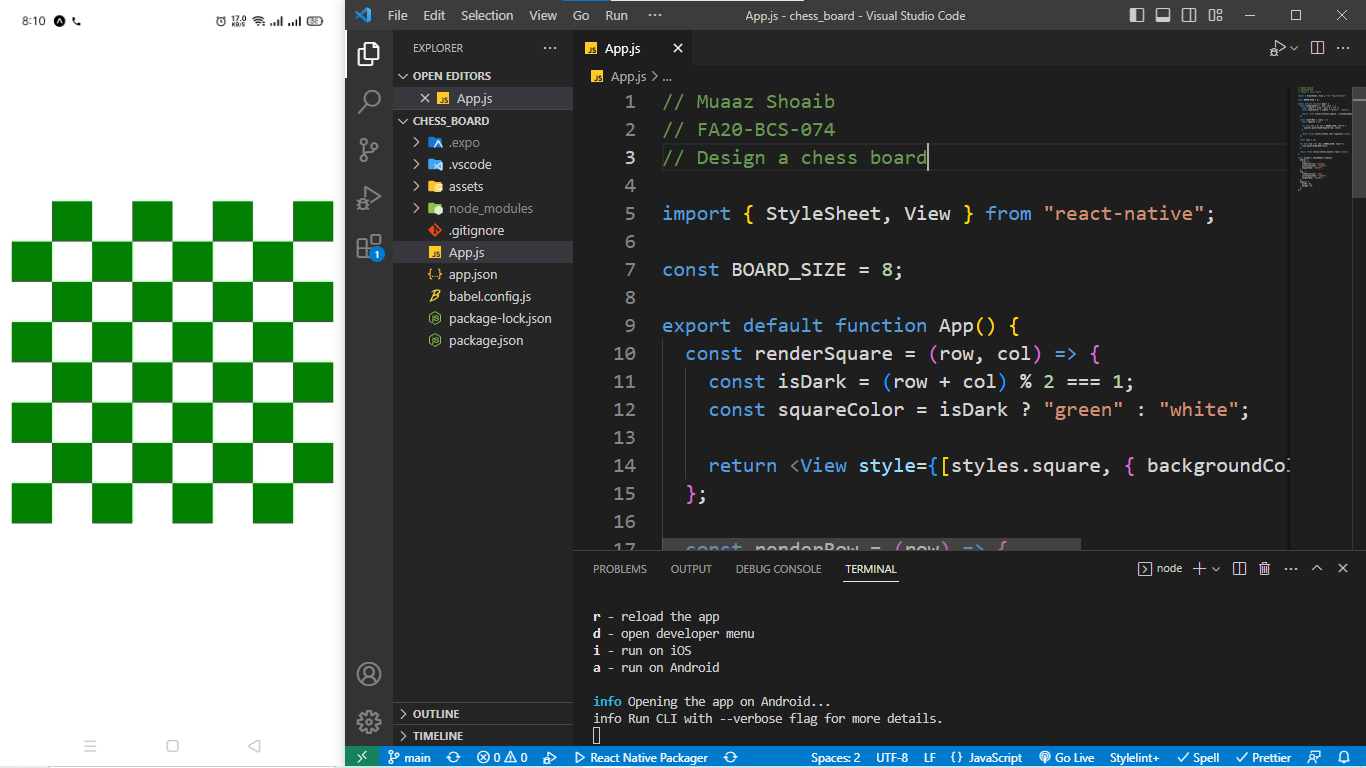 8:10
17.0
KB/S
File Edit Selection View Go Run ··· App.js - chess_board - Visual Studio Code
EXPLORER ···
OPEN EDITORS
App.js
CHESS_BOARD
.expo
.vscode
assets
node_modules
.gitignore
App.js
app.json
babel.config.js
package-lock.json
package.json
OUTLINE
TIMELINE
1
JS App.js
JS App.js > ...
1 // Muaaz Shoaib
2 // FA20-BCS-074
3 // Design a chess board
4
5 import { StyleSheet, View } from "react-native";
6
7 const BOARD_SIZE = 8;
8
9 export default function App() {
10 const renderSquare = (row, col) => {
11 const isDark = (row + col) % 2 === 1;
12 const squareColor = isDark ? "green" : "white";
13
14 return <View style={[styles.square, { backgroundCol
15 };
16
17 const renderRow = (row) => {
PROBLEMS OUTPUT DEBUG CONSOLE TERMINAL node
r - reload the app
d - open developer menu
i - run on iOS
a - run on Android
info Opening the app on Android...
info Run CLI with --verbose flag for more details.
main 0 0 React Native Packager Spaces: 2 UTF-8 LF {} JavaScript Go Live Stylelint+ Spell Prettier